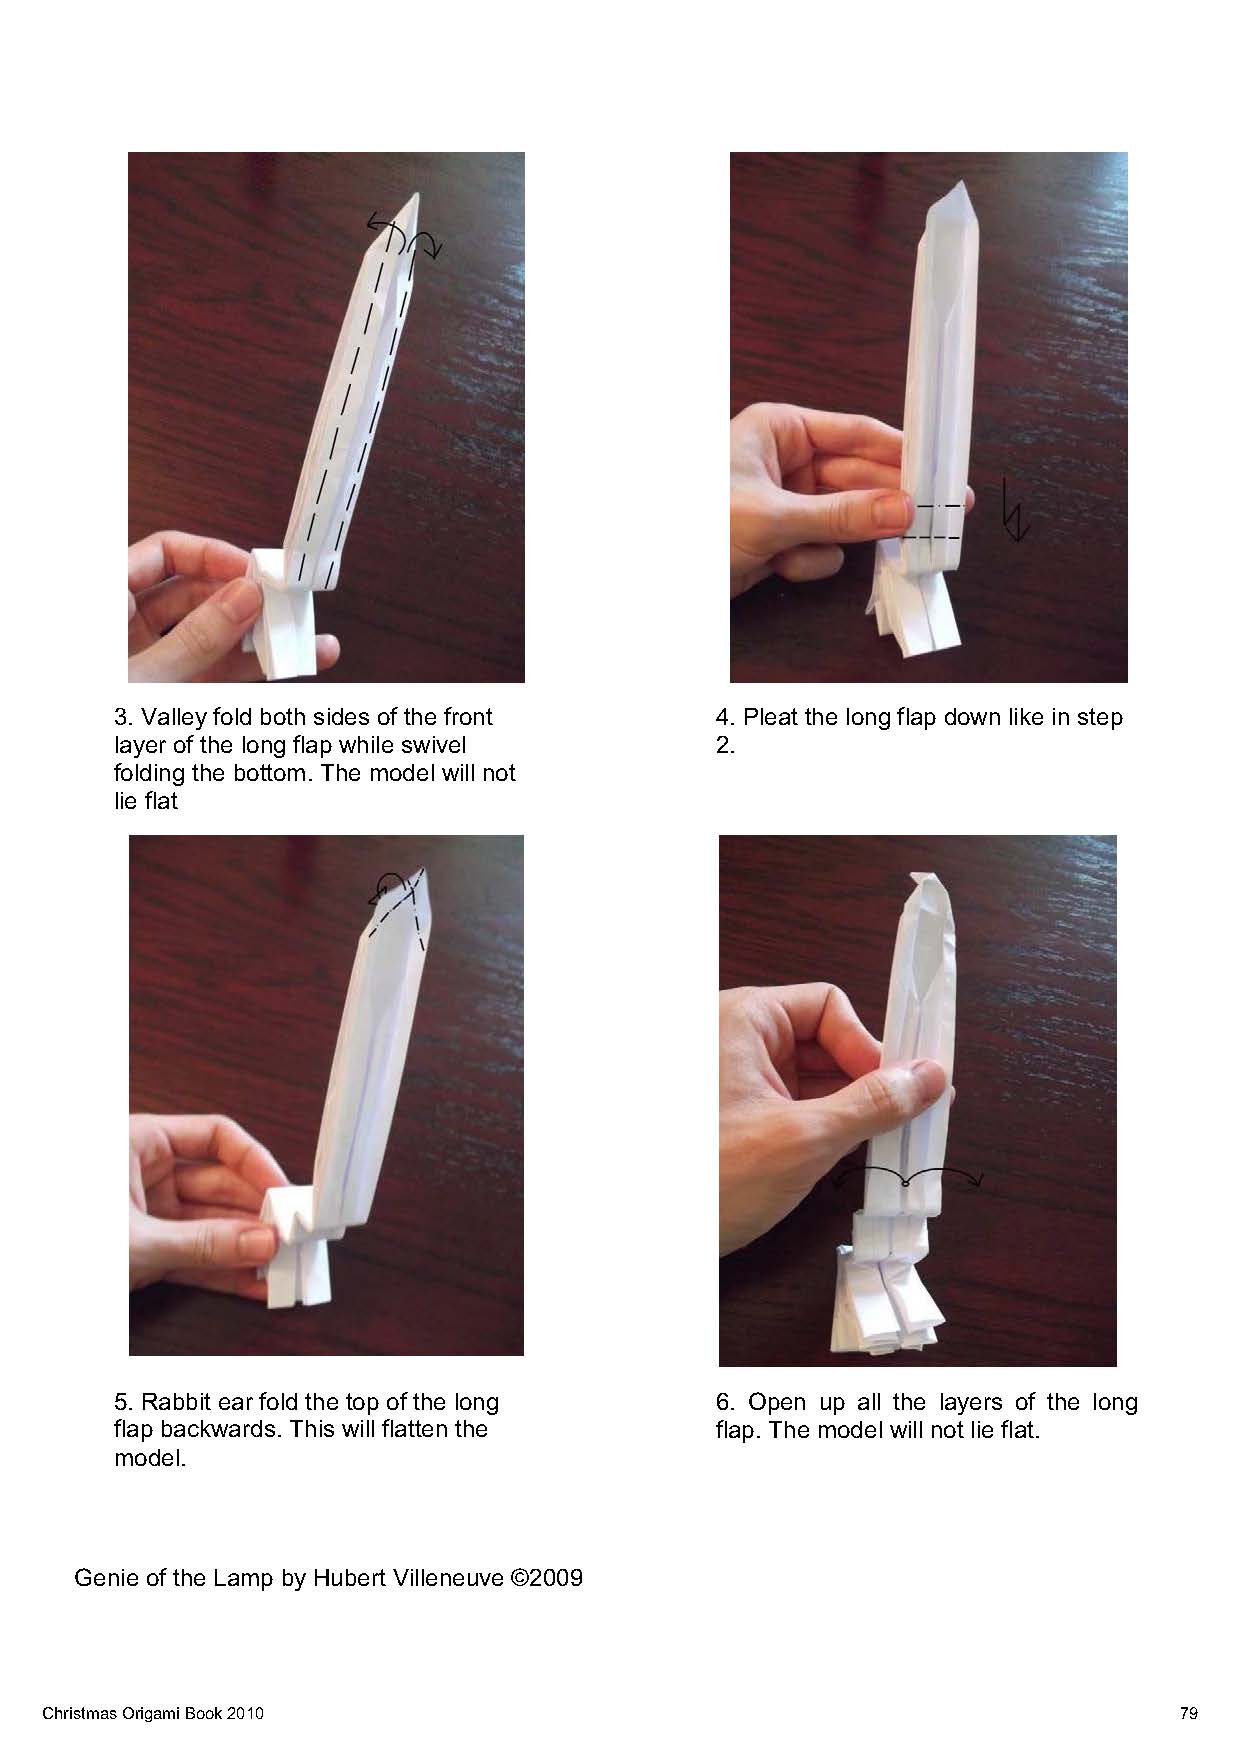 3. Valley fold both sides of the front
layer of the long flap while swivel
folding the bottom. The model will not
lie flat
4. Pleat the long flap down like in step
2.
5. Rabbit ear fold the top of the long
flap backwards. This will flatten the
model.
6. Open up all the layers of the long
flap. The model will not lie flat.
Genie of the Lamp by Hubert Villeneuve ©2009
Christmas Origami Book 2010
79